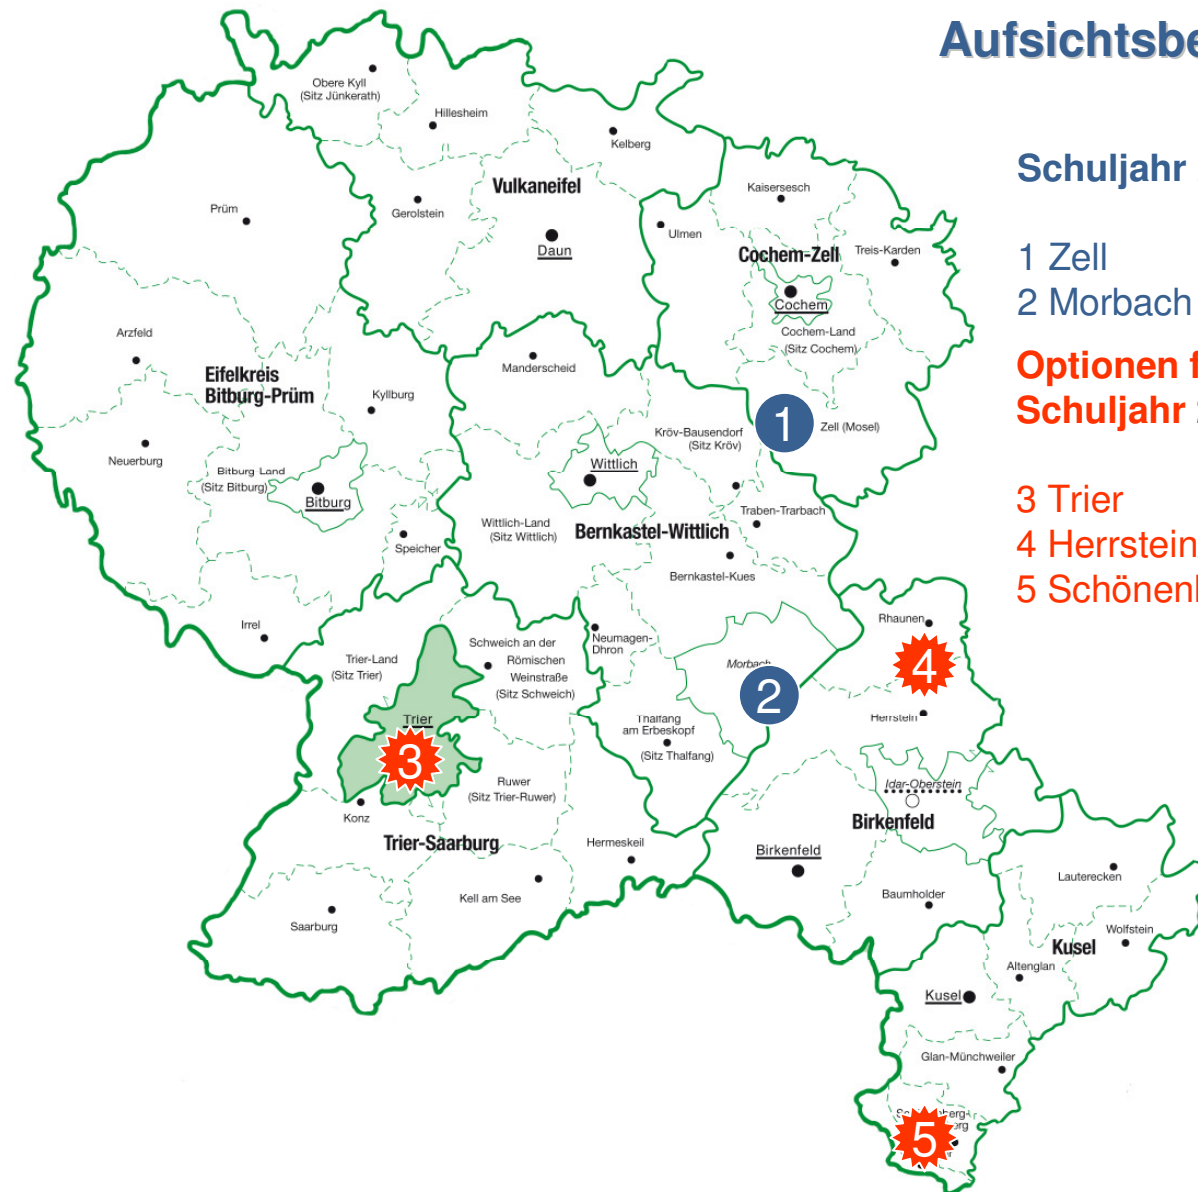 Aufsichtsbe
Schuljahr
1 Zell
2 Morbach
Optionen f
Schuljahr
3 Trier
4 Herrstein
5 Schönenl
Obere Kyll
(Sitz Jünkerath)
Hillesheim
Kelberg
Vulkaneifel
Prüm
Gerolstein
Daun
Kaisersesch
Ulmen
Cochem-Zell
Treis-Karden
Cochem
Cochem-Land
(Sitz Cochem)
Arzfeld
Eifelkreis
Bitburg-Prüm
Kyllburg
Manderscheid
Neuerburg
Bitburg Land
(Sitz Bitburg)
Bitburg
Speicher
Irrel
Kröv-Bausendorf
(Sitz Kröv)
1
Zell (Mosel)
Wittlich
Wittlich-Land
(Sitz Wittlich)
Bernkastel-Wittlich
Traben-Trarbach
Bernkastel-Kues
Neumagen-
Dhron
Schweich an der
Römischen
Weinstraße
(Sitz Schweich)
Trier-Land
(Sitz Trier)
Trier
3
Konz
Ruwer
(Sitz Trier-Ruwer)
Trier-Saarburg
Hermeskeil
Kell am See
Saarburg
Morbach
2
Thalfang
am Erbeskopf
(Sitz Thalfang)
Rhaunen
4
Herrstein
Idar-Oberstein
Birkenfeld
Birkenfeld
Baumholder
Lauterecken
Wolfstein
Kusel
Altenglan
Kusel
Glan-Münchweiler
5